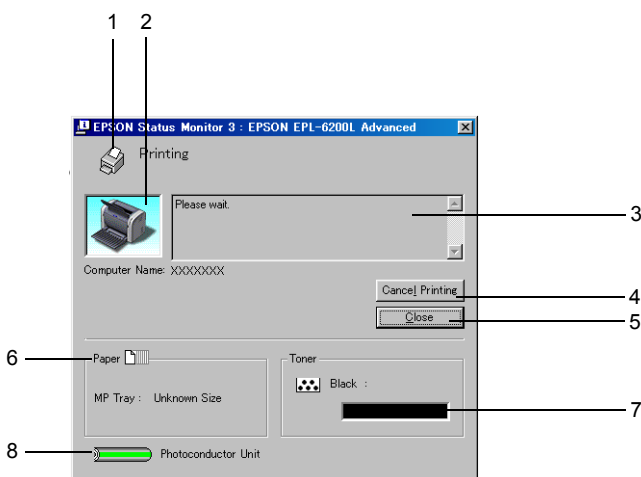 1 2
EPSON Status Monitor 3 : EPSON EPL-6200L Advanced
Printing
Please wait.
3
Computer Name: XXXXXXX
Cancel Printing
4
Close
5
6
Paper
Toner
MP Tray : Unknown Size
Black :
7
8
Photoconductor Unit